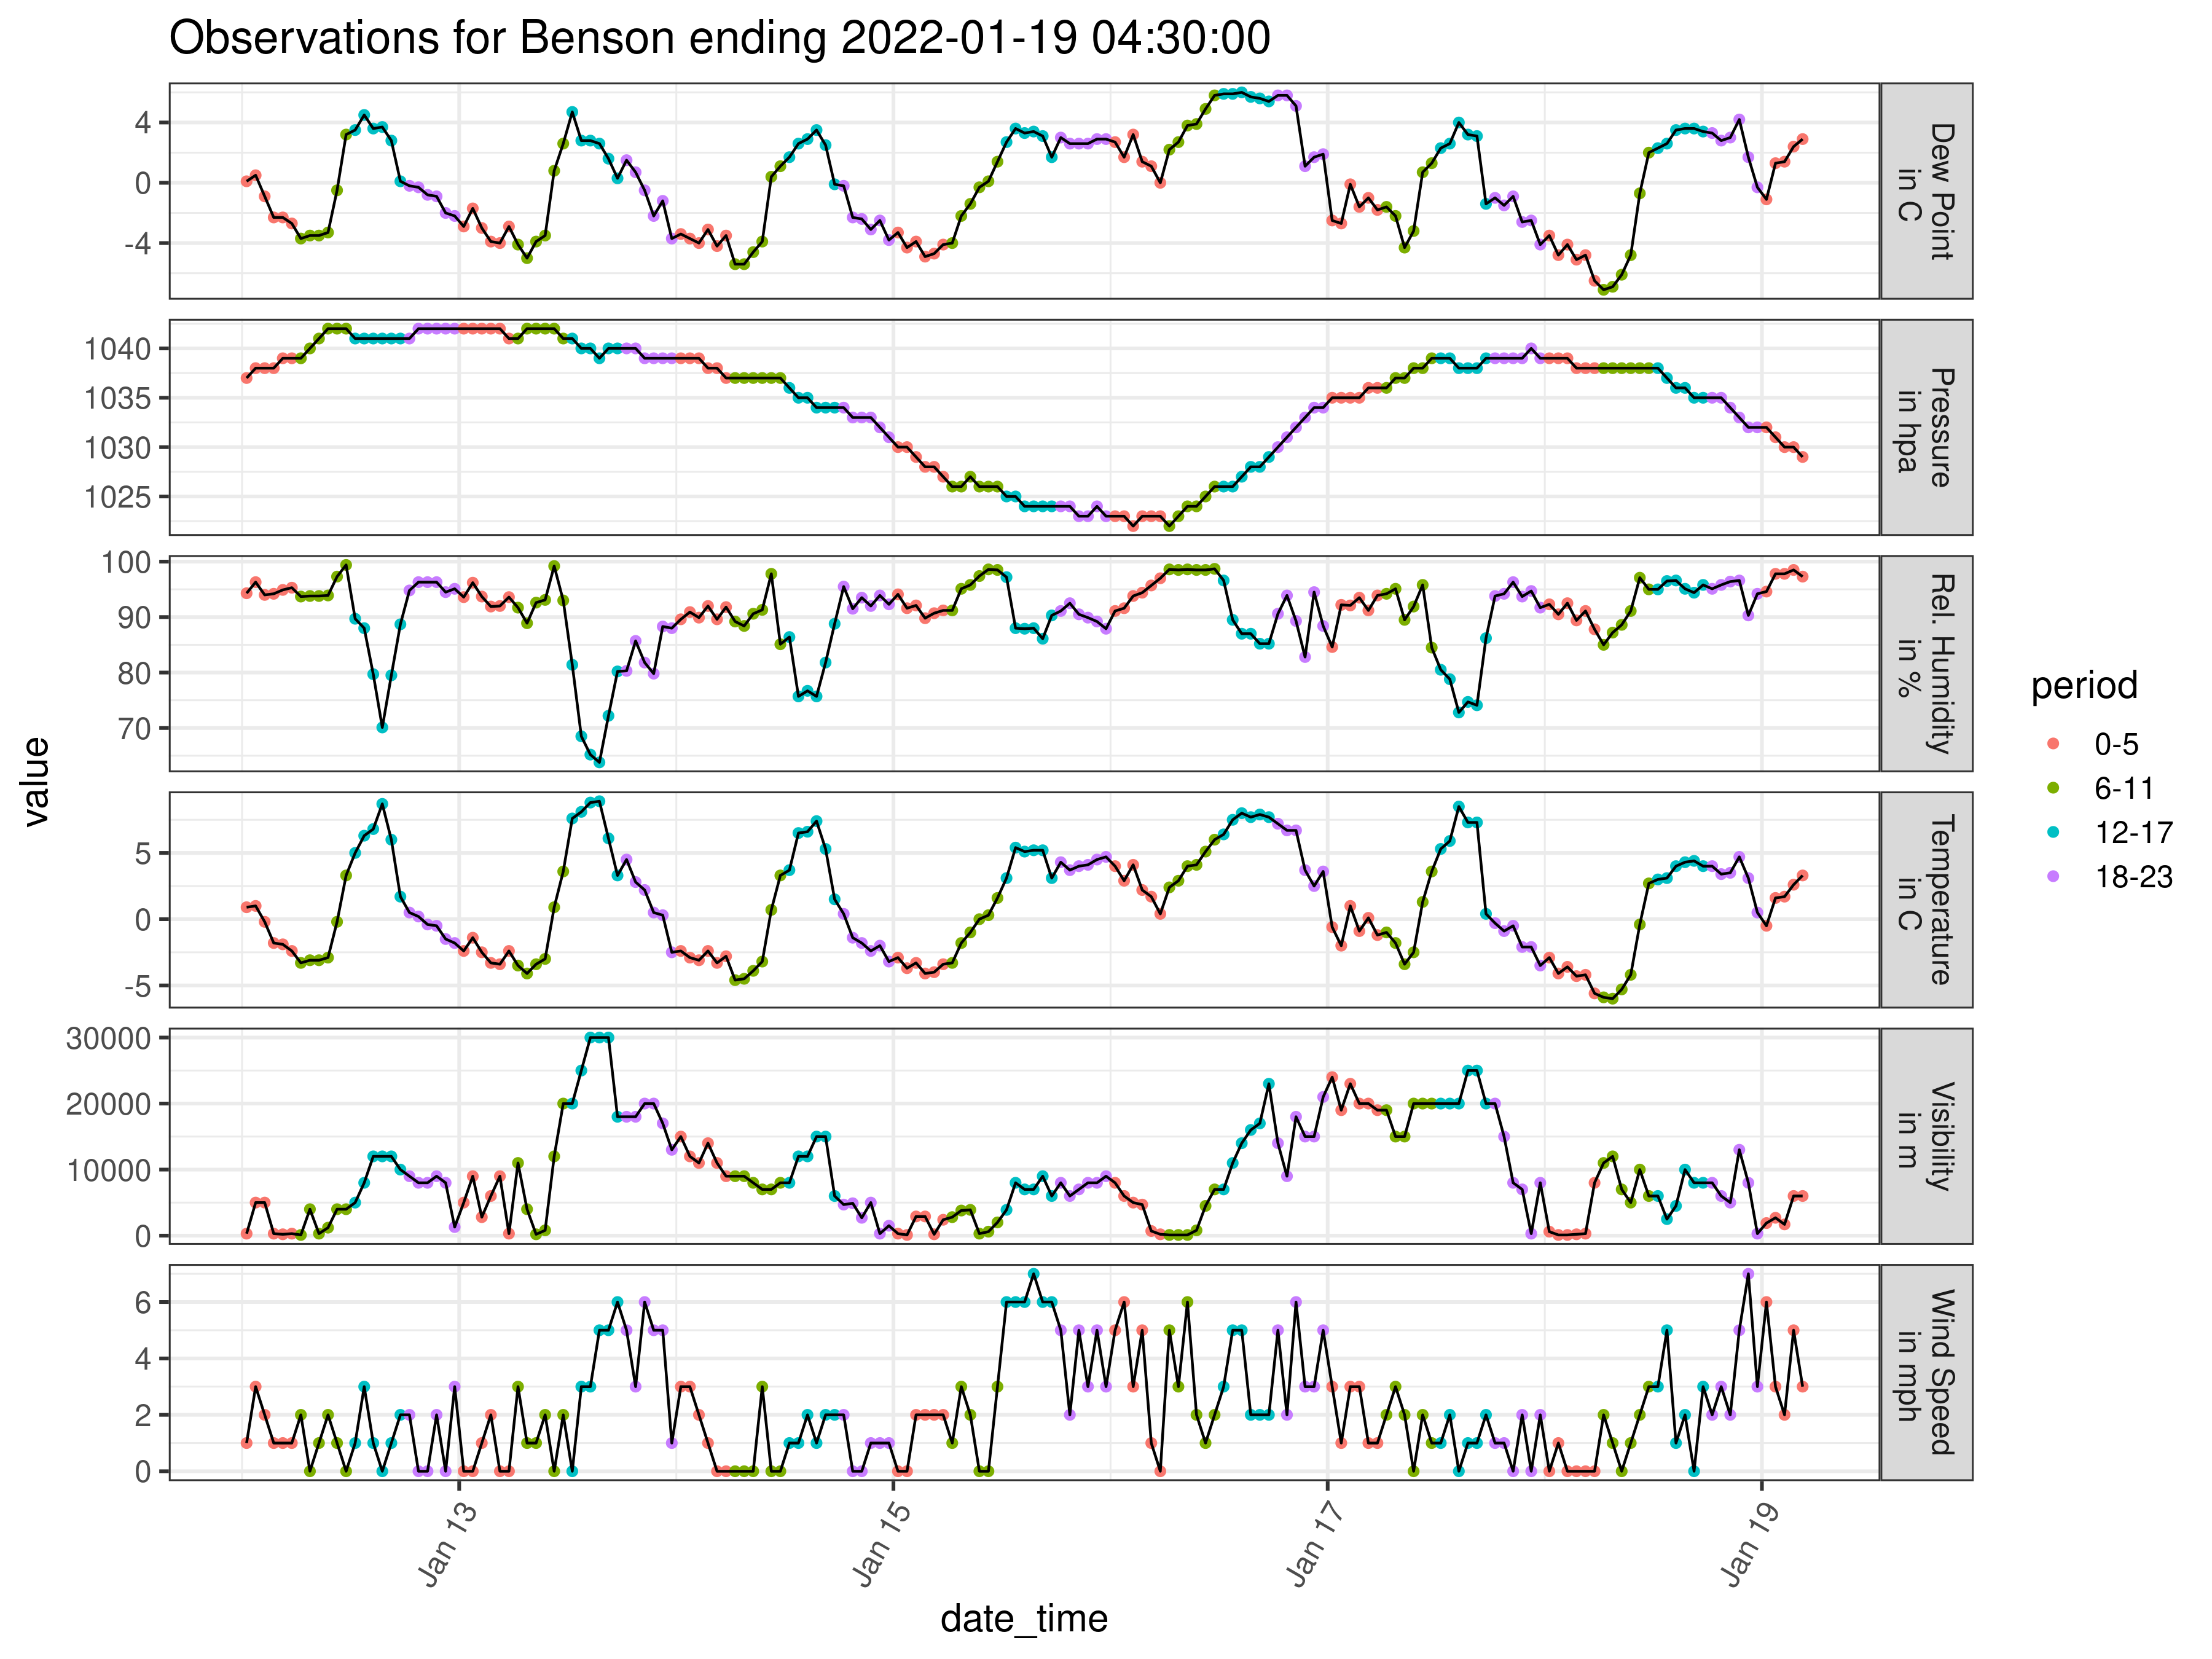 Observations for Benson ending 2022-01-19 04:30:00
value
4
0
-4
Dew Point
in C
1040
1035
1030
1025
Pressure
in hpa
100
90
80
70
Rel. Humidity
in %
5
0
-5
Temperature
in C
30000
20000
10000
0
Visibility
in m
6
4
2
0
Wind Speed
in mph
Jan 13
Jan 15
Jan 17
Jan 19
date_time
period
0-5
6-11
12-17
18-23